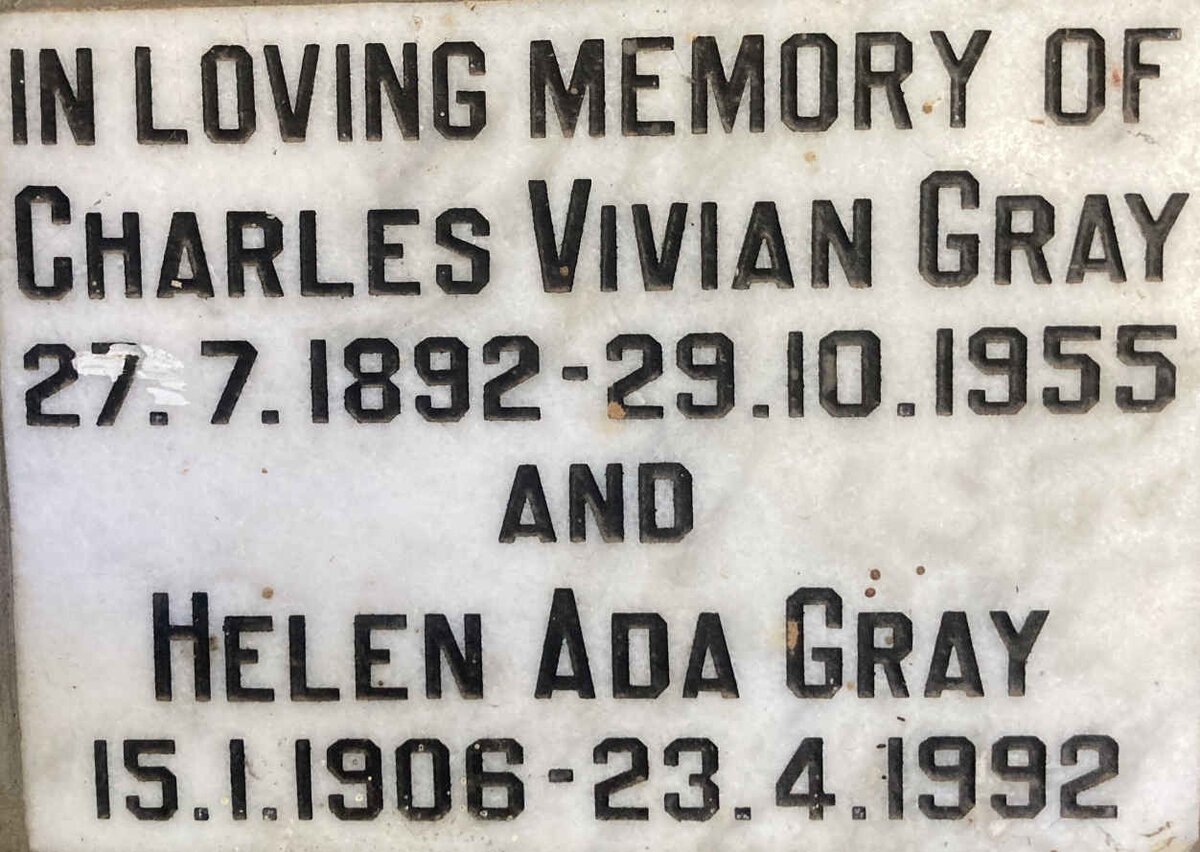 IN LOVING MEMORY OF
CHARLES VIVIAN GRAY
27.7.1892-29.10.1955
AND
HELEN ADA GRAY
15.1.1906-23.4.1992